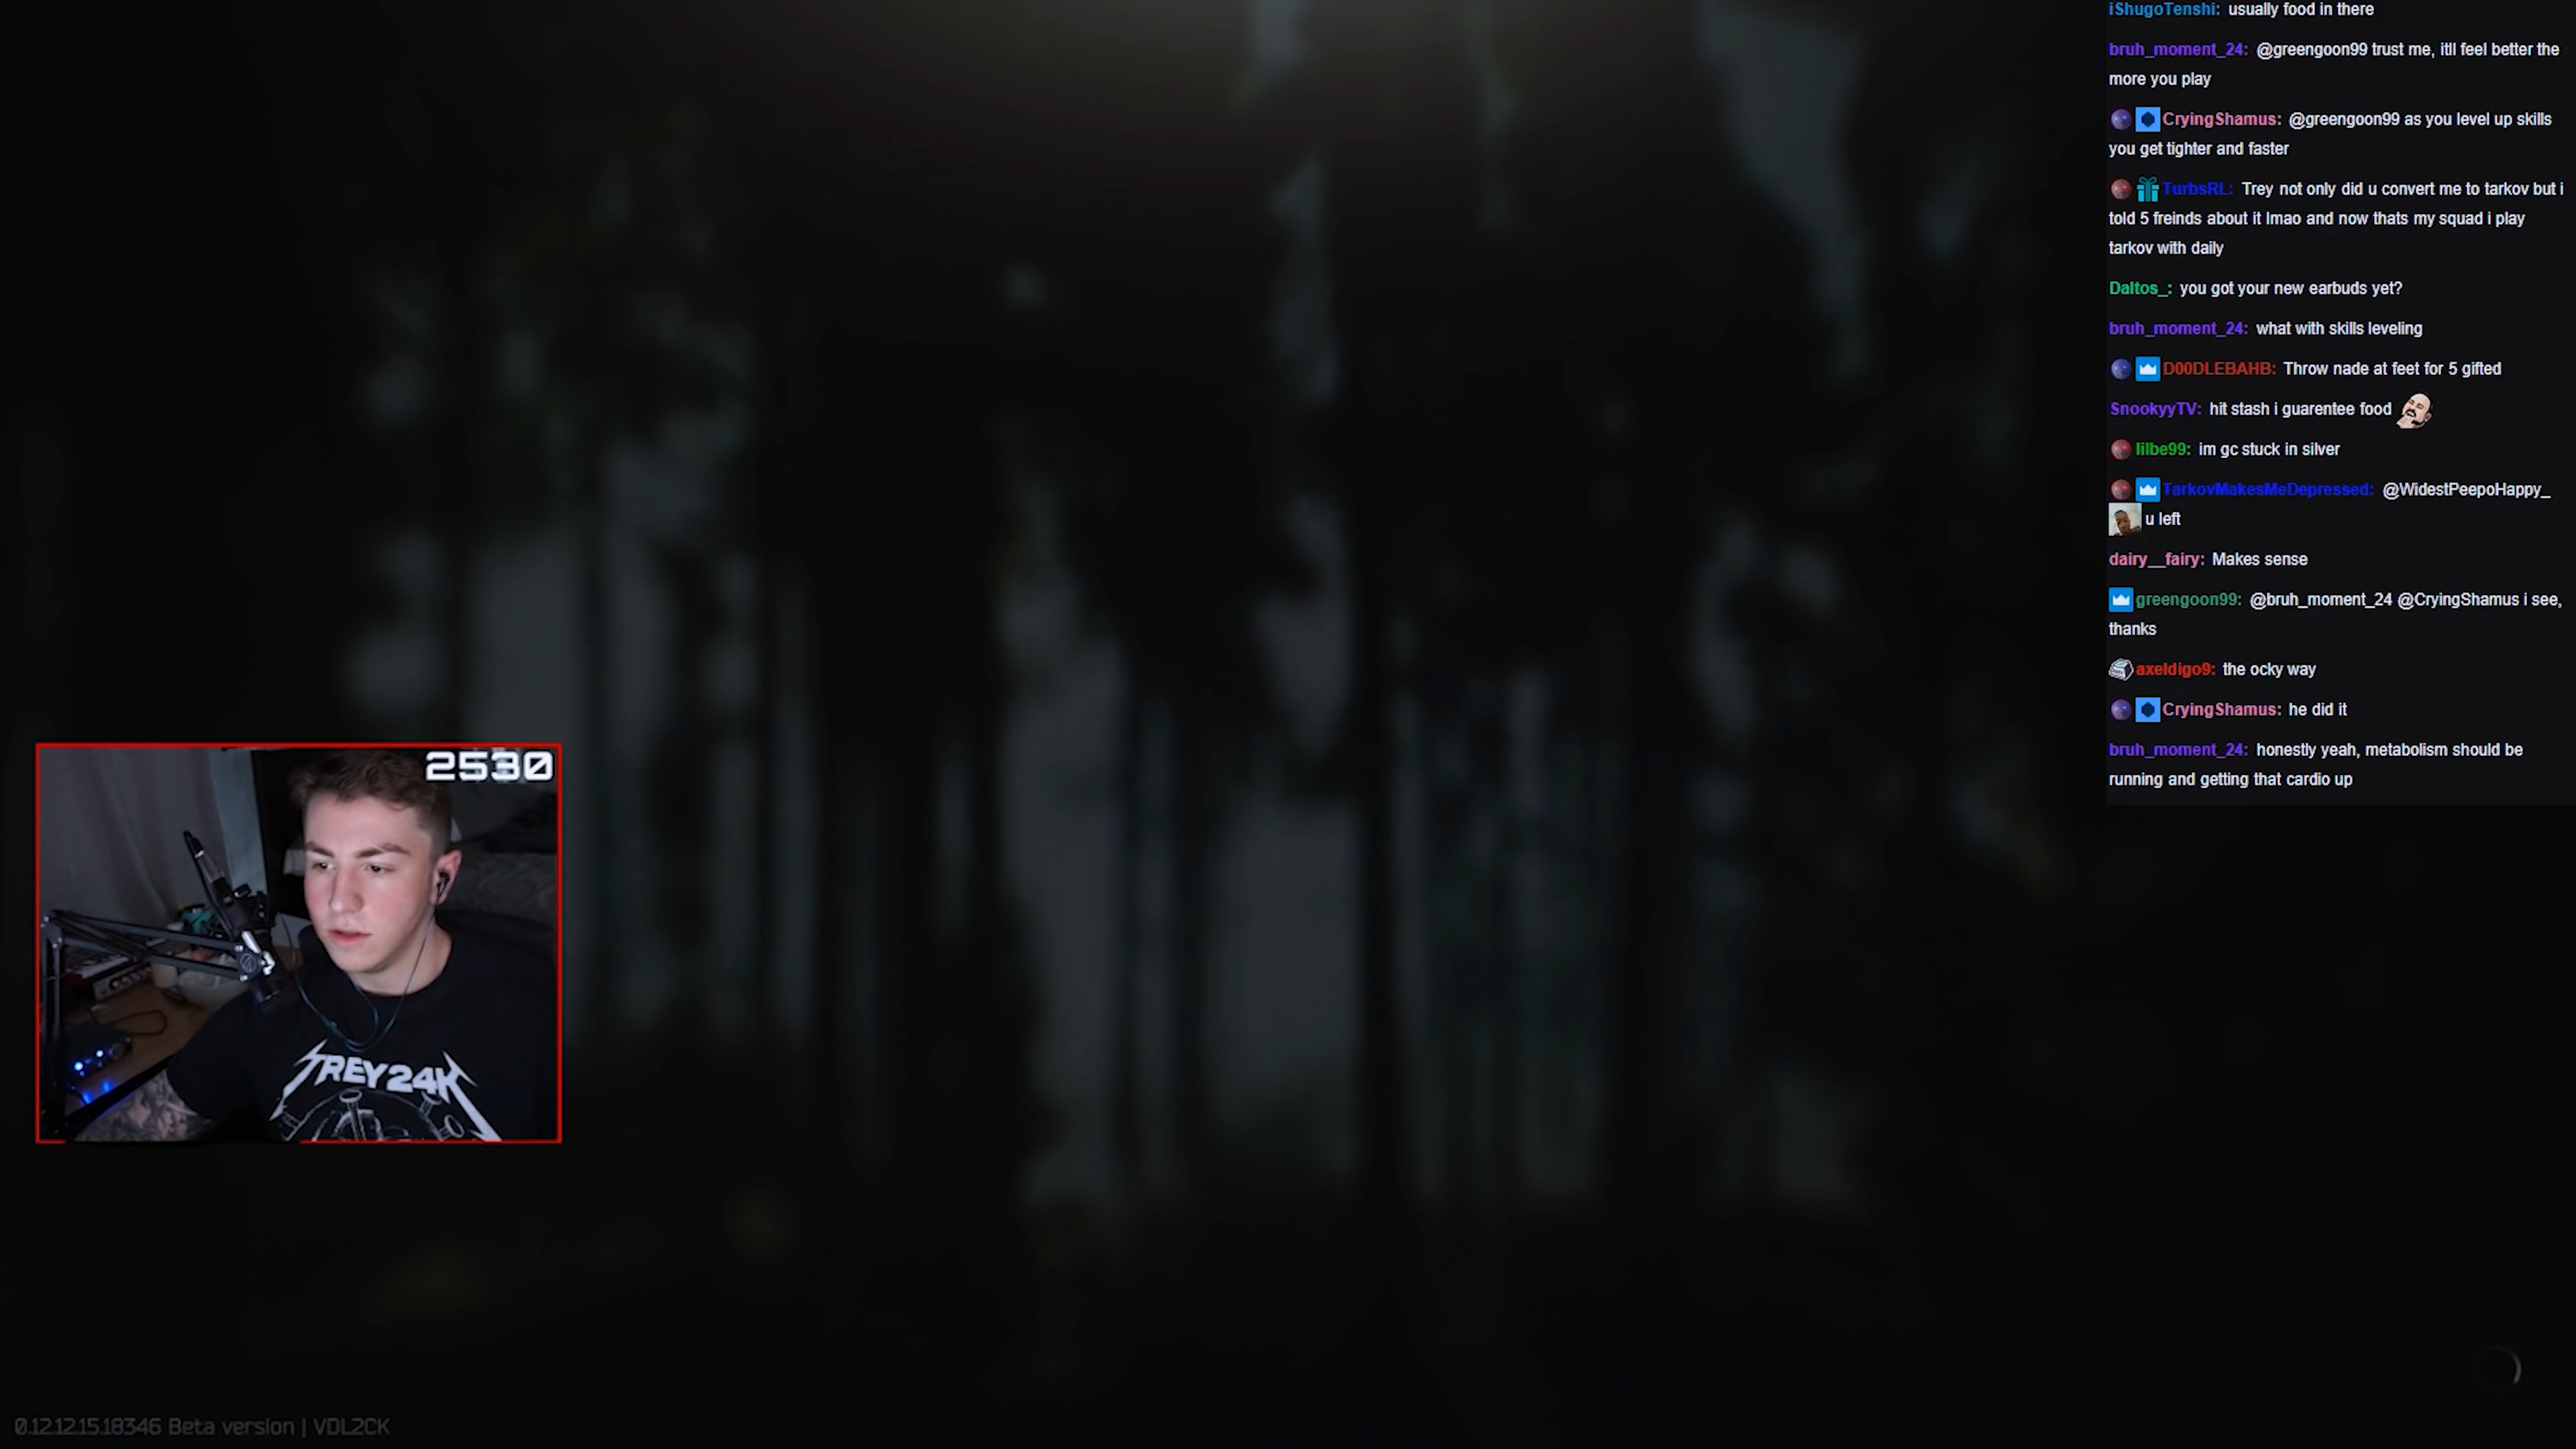 iShugoTenshi: usually food in there
bruh_moment_24: @greengoon99 trust me, itll feel better the
more you play
CryingShamus: @greengoon99 as you level up skills
you get tighter and faster
TurbsRL: Trey not only did u convert me to tarkov but i
told 5 freinds about it lmao and now thats my squad i play
tarkov with daily
Daltos_: you got your new earbuds yet?
bruh_moment_24: what with skills leveling
D00DLEBAHB: Throw nade at feet for 5 gifted
SnookyyTV: hit stash i guarentee food
lilbe99: im gc stuck in silver
TarkovMakesMeDepressed: @WidestPeepoHappy_
u left
dairy__fairy: Makes sense
greengoon99: @bruh_moment_24 @CryingShamus i see,
thanks
axeldigo9: the ocky way
CryingShamus: he did it
bruh_moment_24: honestly yeah, metabolism should be
running and getting that cardio up
2530
TREY24K
0.12.12.15.18346 Beta version | VDL2CK